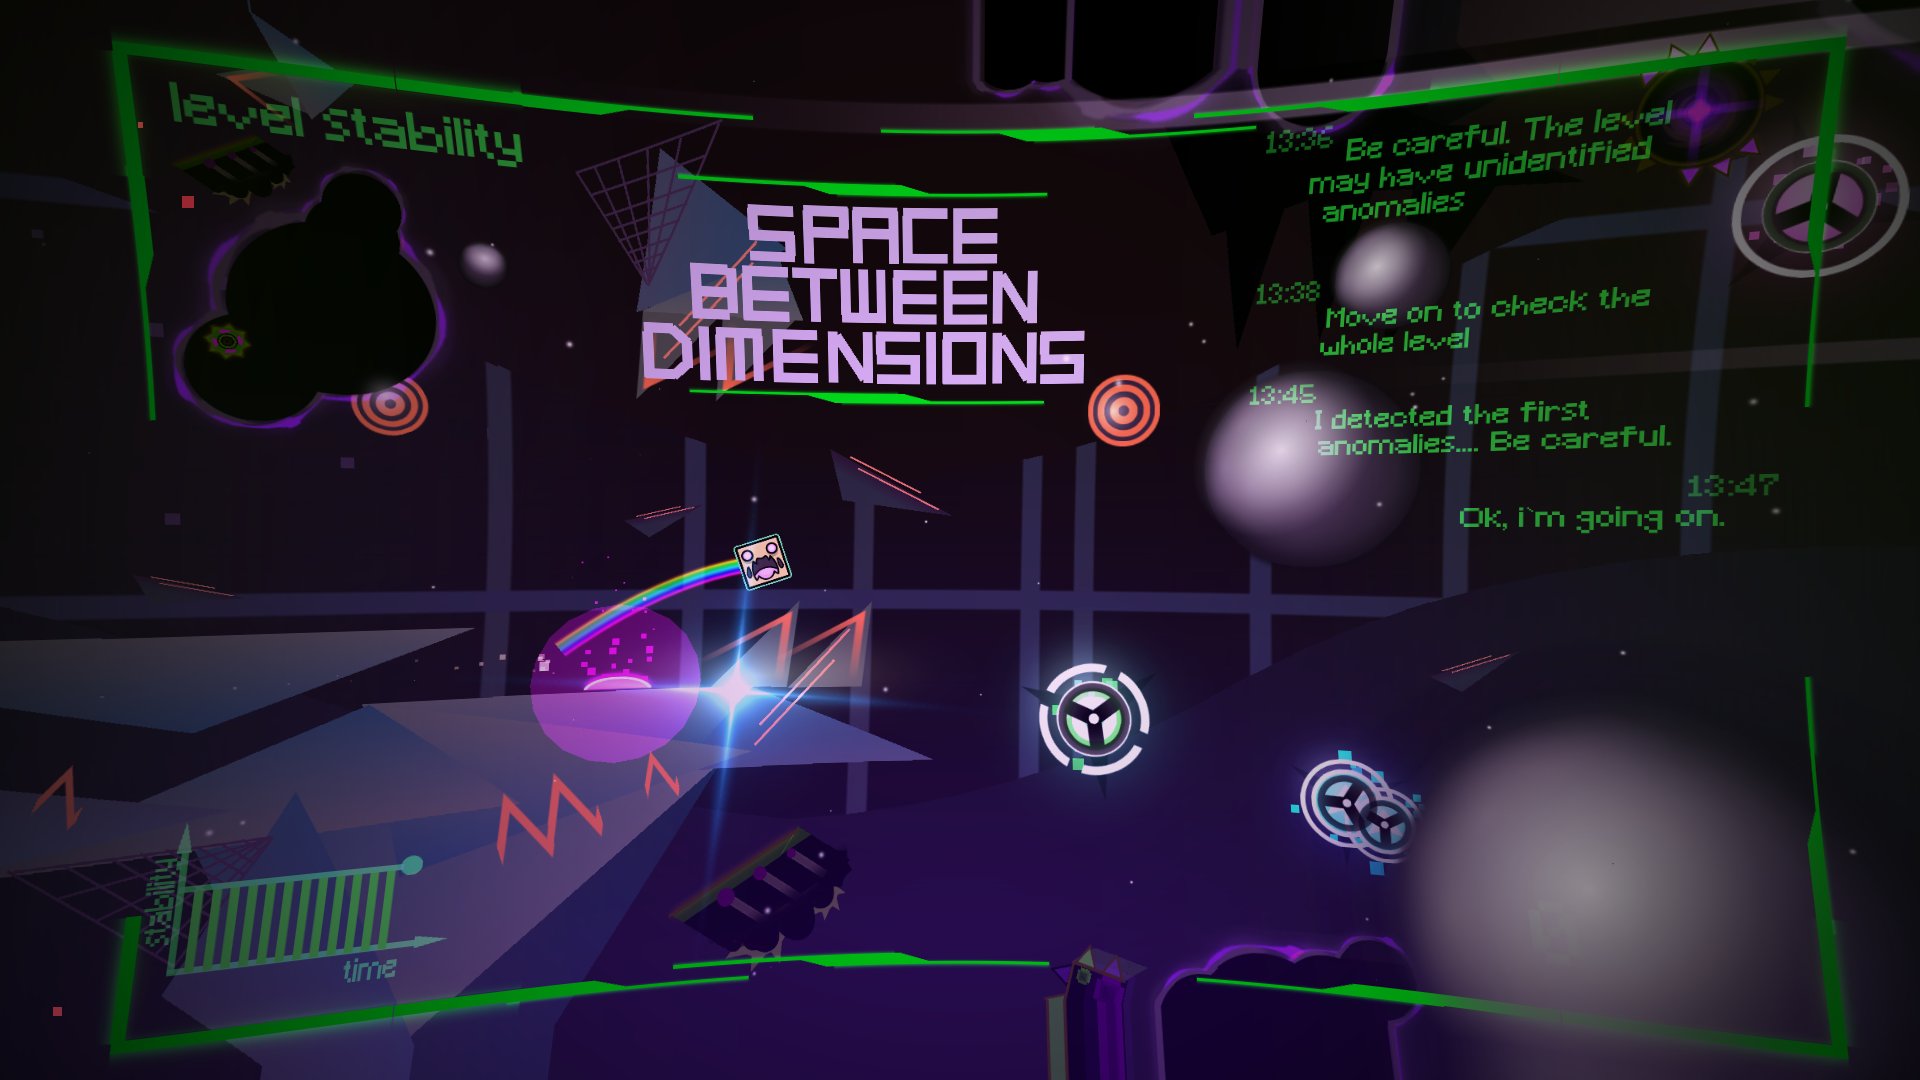 level stability
SPACE
BETWEEN
DIMENSIONS
13:36
Be careful. The level
may have unidentified
anomalies
13:38
Move on to check the
whole level
13:45
I detected the first
anomalies.... Be careful.
13:47
Ok, i`m going on.
stability
time